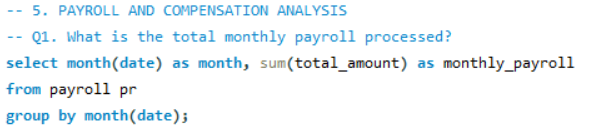 -- 5. PAYROLL AND COMPENSATION ANALYSIS
-- Q1. What is the total monthly payroll processed?
select month(date) as month, sum(total_amount) as monthly_payroll
from payroll pr
group by month(date);